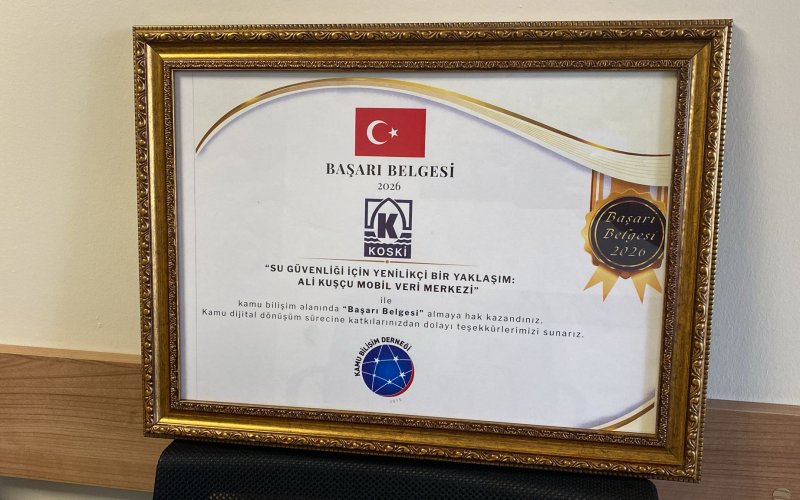 BAŞARI BELGESİ
2026
K
KOSKİ
“SU GÜVENLİĞİ İÇİN YENİLİKÇİ BİR YAKLAŞIM:
ALİ KUŞÇU MOBİL VERİ MERKEZİ”
ile
kamu bilişim alanında “Başarı Belgesi” almaya hak kazandınız.
Kamu dijital dönüşüm sürecine katkılarınızdan dolayı teşekkürlerimizi sunarız.
KAMU BİLİŞİM DERNEĞİ
Başarı
Belgesi
2026